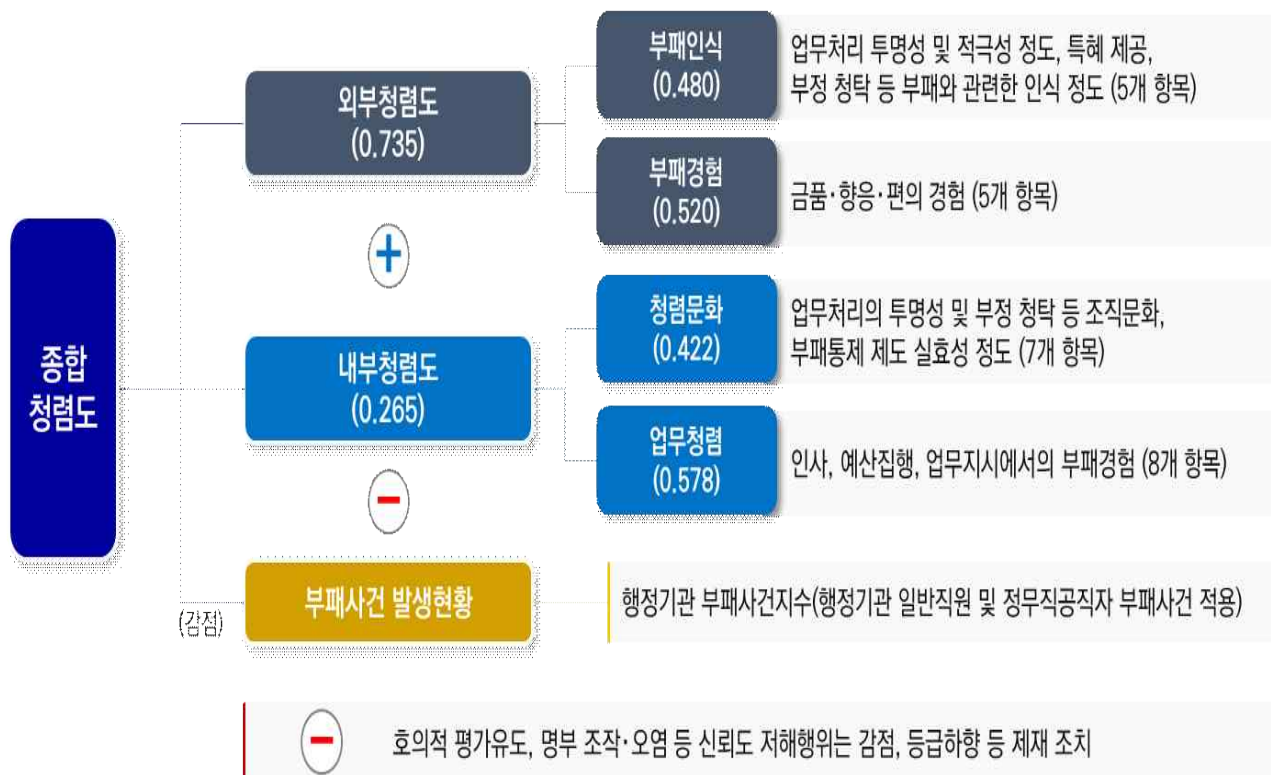 종합
청렴도
외부청렴도
(0.735)
부패인식
(0.480)
업무처리 투명성 및 적극성 정도, 특혜 제공,
부정 청탁 등 부패와 관련한 인식 정도 (5개 항목)
부패경험
(0.520)
금품·향응·편의 경험 (5개 항목)
+
내부청렴도
(0.265)
청렴문화
(0.422)
업무처리의 투명성 및 부정 청탁 등 조직문화,
부패통제 제도 실효성 정도 (7개 항목)
업무청렴
(0.578)
인사, 예산집행, 업무지시에서의 부패경험 (8개 항목)
−
(감점)
부패사건 발생현황
행정기관 부패사건지수(행정기관 일반직원 및 정무직공직자 부패사건 적용)
− 호의적 평가유도, 명부 조작·오염 등 신뢰도 저해행위는 감점, 등급하향 등 제재 조치